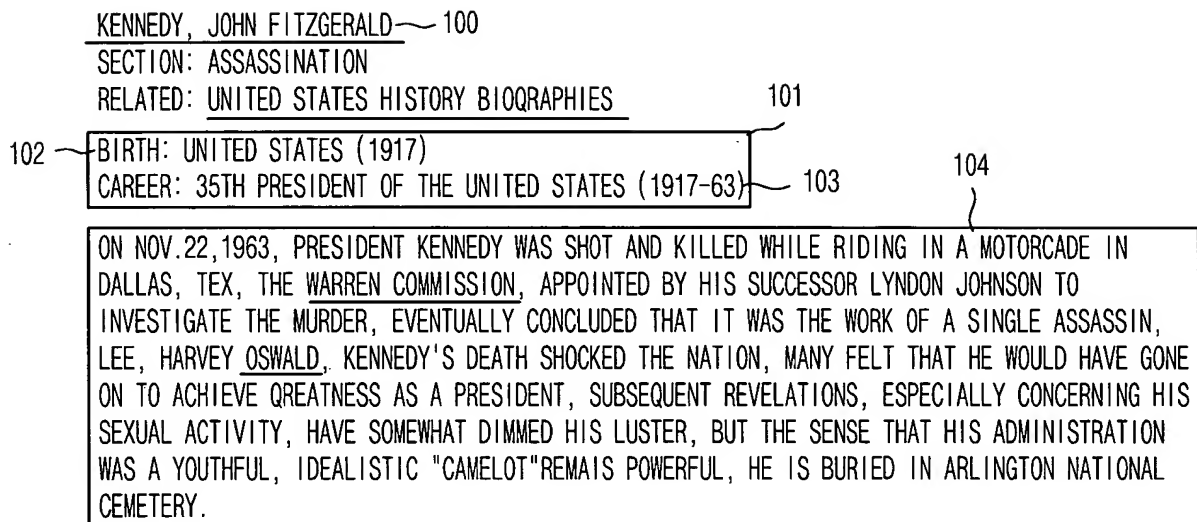 KENNEDY, JOHN FITZGERALD 100
SECTION: ASSASSINATION
RELATED: UNITED STATES HISTORY BIOQRAPHIES
101
102 BIRTH: UNITED STATES (1917)
CAREER: 35TH PRESIDENT OF THE UNITED STATES (1917-63) 103
104
ON NOV.22,1963, PRESIDENT KENNEDY WAS SHOT AND KILLED WHILE RIDING IN A MOTORCADE IN
DALLAS, TEX, THE WARREN COMMISSION, APPOINTED BY HIS SUCCESSOR LYNDON JOHNSON TO
INVESTIGATE THE MURDER, EVENTUALLY CONCLUDED THAT IT WAS THE WORK OF A SINGLE ASSASSIN,
LEE, HARVEY OSWALD, KENNEDY'S DEATH SHOCKED THE NATION, MANY FELT THAT HE WOULD HAVE GONE
ON TO ACHIEVE QREATNESS AS A PRESIDENT, SUBSEQUENT REVELATIONS, ESPECIALLY CONCERNING HIS
SEXUAL ACTIVITY, HAVE SOMEWHAT DIMMED HIS LUSTER, BUT THE SENSE THAT HIS ADMINISTRATION
WAS A YOUTHFUL, IDEALISTIC "CAMELOT"REMAIS POWERFUL, HE IS BURIED IN ARLINGTON NATIONAL
CEMETERY.